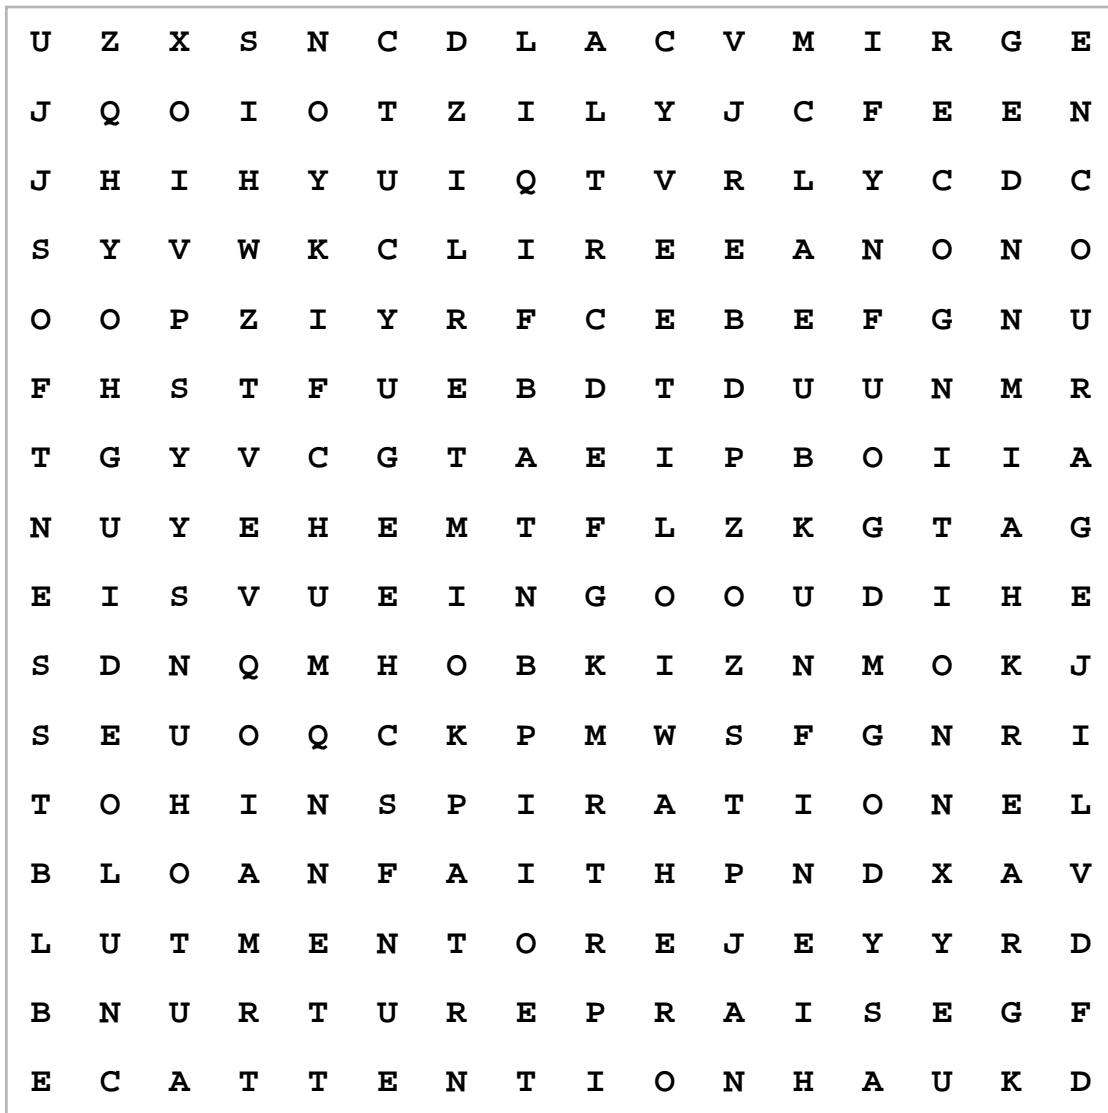 U Z X S N C D L A C V M I R G E
J Q O I O T Z I L Y J C F E E N
J H I H Y U I Q T V R L Y C D C
S Y V W K C L I R E E A N O N O
O O P Z I Y R F C E B E F G N U
F H S T F U E B D T D U U N M R
T G Y V C G T A E I P B O I I A
N U Y E H E M T F L Z K G T A G
E I S V U E I N G O O U D I H E
S D N Q M H O B K I Z N M O K J
S E U O Q C K P M W S F G N R I
T O H I N S P I R A T I O N E L
B L O A N F A I T H P N D X A V
L U T M E N T O R E J E Y Y R D
B N U R T U R E P R A I S E G F
E C A T T E N T I O N H A U K D